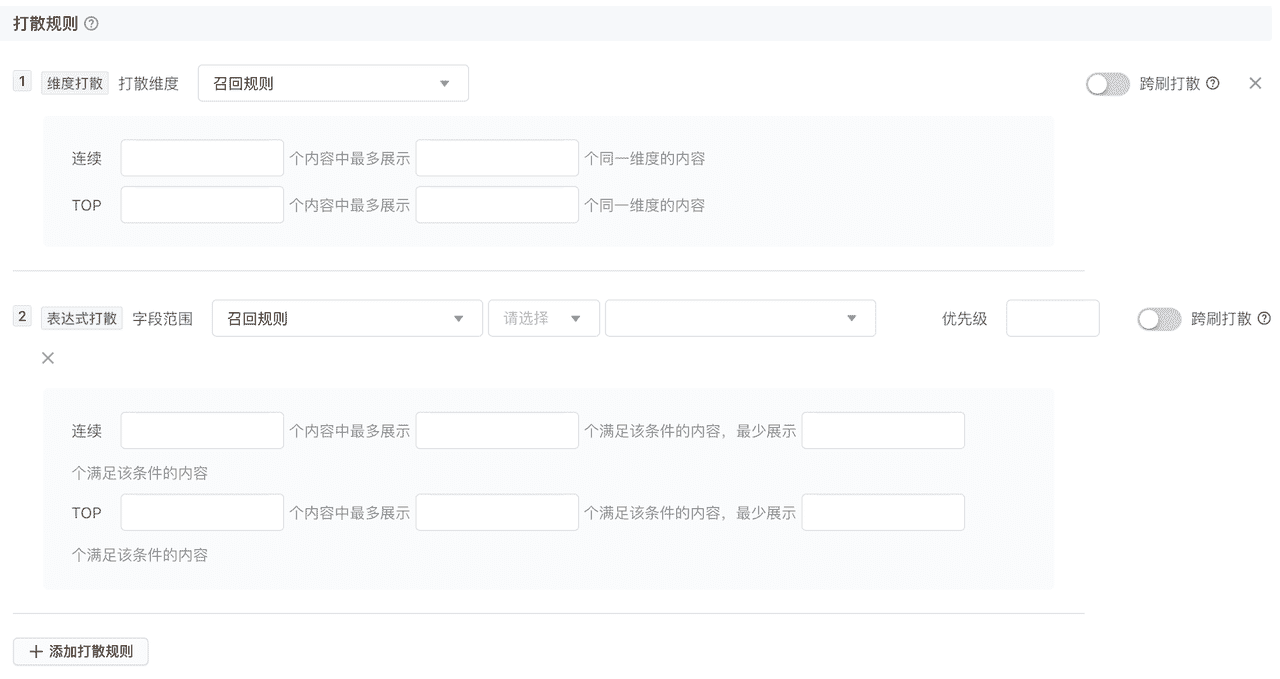 打散规则 ?
1 维度打散 打散维度 召回规则 跨刷打散 ?
连续 个内容中最多展示 个同一维度的内容
TOP 个内容中最多展示 个同一维度的内容
2 表达式打散 字段范围 召回规则 请选择 优先级 跨刷打散 ?
连续 个内容中最多展示 个满足该条件的内容，最少展示
个满足该条件的内容
TOP 个内容中最多展示 个满足该条件的内容，最少展示
个满足该条件的内容
+ 添加打散规则